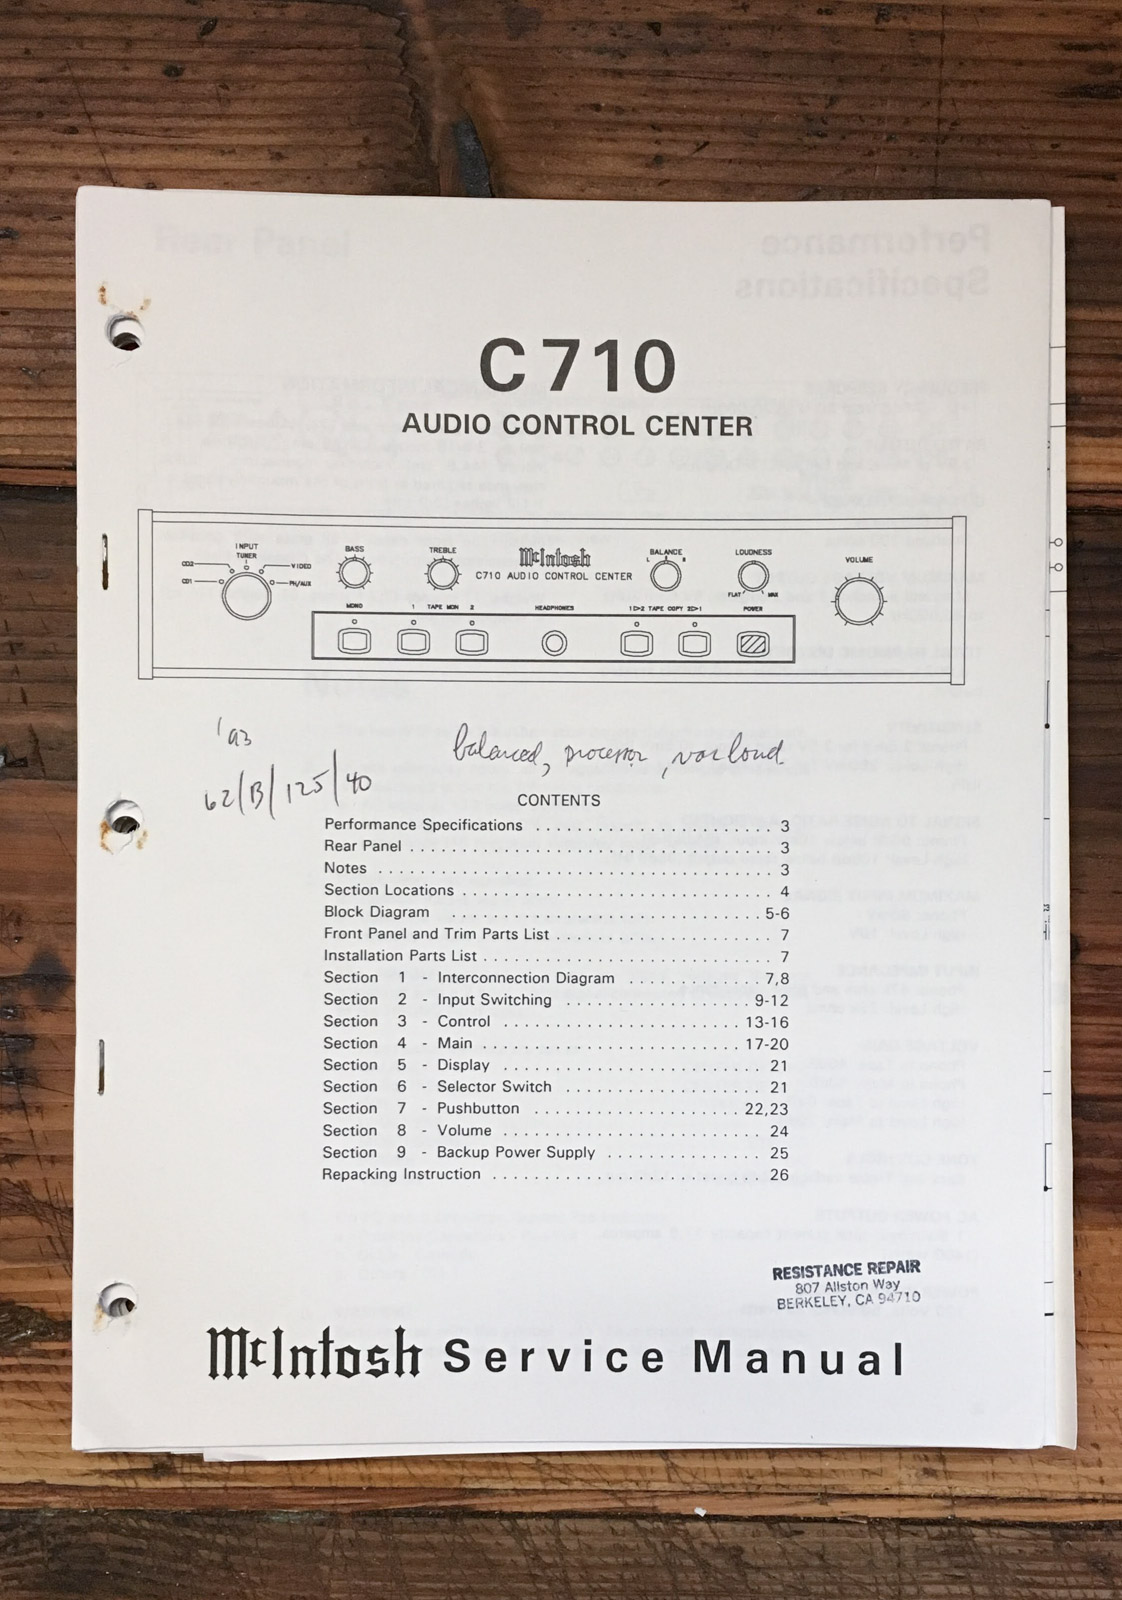 C710
AUDIO CONTROL CENTER
INPUT
TUNER
CD2
VIDEO
CD1
PH/AUX
BASS
TREBLE
McIntosh
C710 AUDIO CONTROL CENTER
BALANCE
L R
LOUDNESS
FLAT MAX
VOLUME
MONO
1 TAPE MON 2
HEADPHONES
1▷2 TAPE COPY 2▷1
POWER
'93
balanced, processor, var loud
62/B/125/40
CONTENTS
Performance Specifications . . . . . . . . . . . . . . . . . . . . . . . 3
Rear Panel . . . . . . . . . . . . . . . . . . . . . . . . . . . . . . . . . . 3
Notes . . . . . . . . . . . . . . . . . . . . . . . . . . . . . . . . . . . . . 3
Section Locations . . . . . . . . . . . . . . . . . . . . . . . . . . . . . 4
Block Diagram . . . . . . . . . . . . . . . . . . . . . . . . . . . . . 5-6
Front Panel and Trim Parts List . . . . . . . . . . . . . . . . . . . . 7
Installation Parts List . . . . . . . . . . . . . . . . . . . . . . . . . . . 7
Section 1 - Interconnection Diagram . . . . . . . . . . . . . 7,8
Section 2 - Input Switching . . . . . . . . . . . . . . . . . . 9-12
Section 3 - Control . . . . . . . . . . . . . . . . . . . . . . . 13-16
Section 4 - Main . . . . . . . . . . . . . . . . . . . . . . . . . 17-20
Section 5 - Display . . . . . . . . . . . . . . . . . . . . . . . . . . 21
Section 6 - Selector Switch . . . . . . . . . . . . . . . . . . . 21
Section 7 - Pushbutton . . . . . . . . . . . . . . . . . . . . 22,23
Section 8 - Volume . . . . . . . . . . . . . . . . . . . . . . . . . 24
Section 9 - Backup Power Supply . . . . . . . . . . . . . . . 25
Repacking Instruction . . . . . . . . . . . . . . . . . . . . . . . . . 26
RESISTANCE REPAIR
807 Allston Way
BERKELEY, CA 94710
McIntosh Service Manual